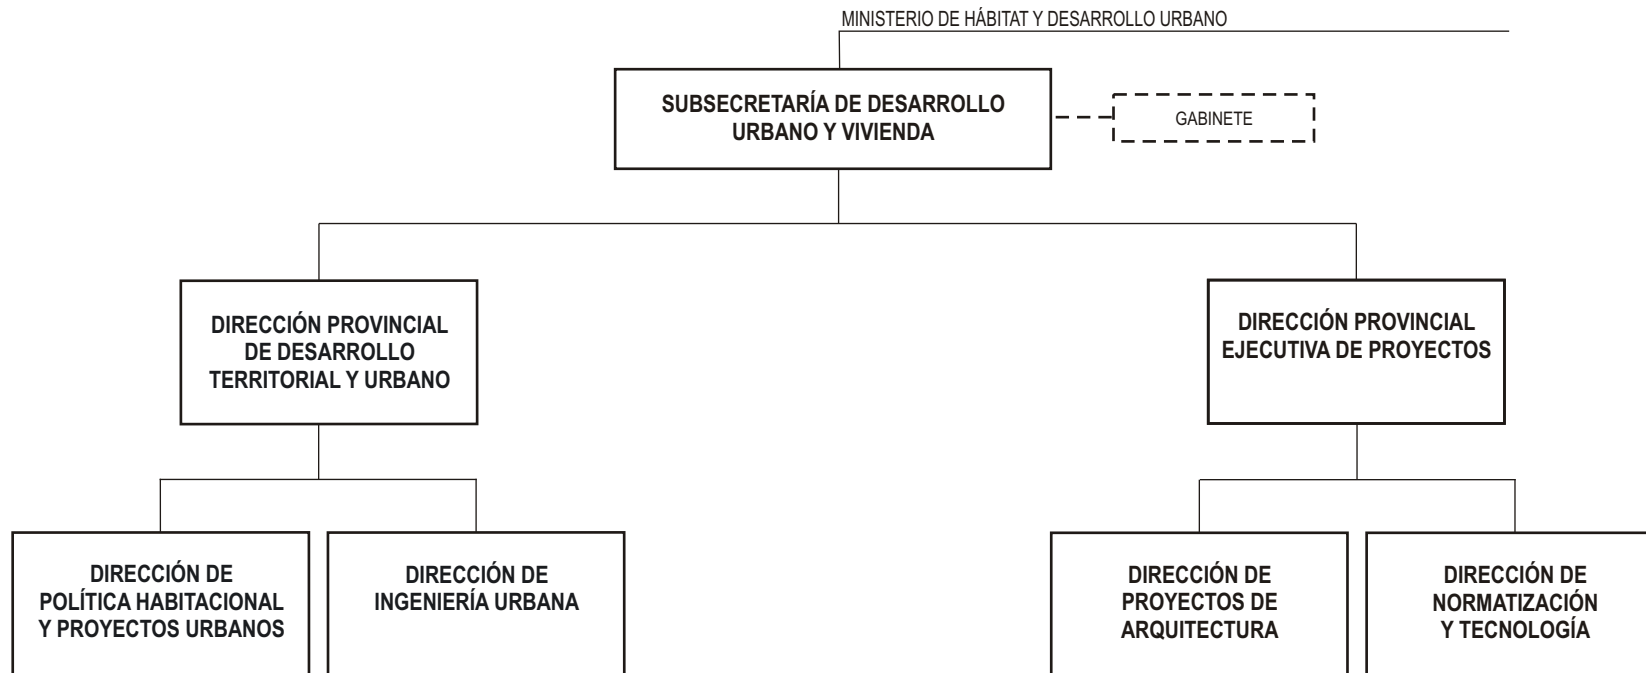 MINISTERIO DE HÁBITAT Y DESARROLLO URBANO
SUBSECRETARÍA DE DESARROLLO
URBANO Y VIVIENDA
GABINETE
DIRECCIÓN PROVINCIAL
DE DESARROLLO
TERRITORIAL Y URBANO
DIRECCIÓN PROVINCIAL
EJECUTIVA DE PROYECTOS
DIRECCIÓN DE
POLÍTICA HABITACIONAL
Y PROYECTOS URBANOS
DIRECCIÓN DE
INGENIERÍA URBANA
DIRECCIÓN DE
PROYECTOS DE
ARQUITECTURA
DIRECCIÓN DE
NORMATIZACIÓN
Y TECNOLOGÍA